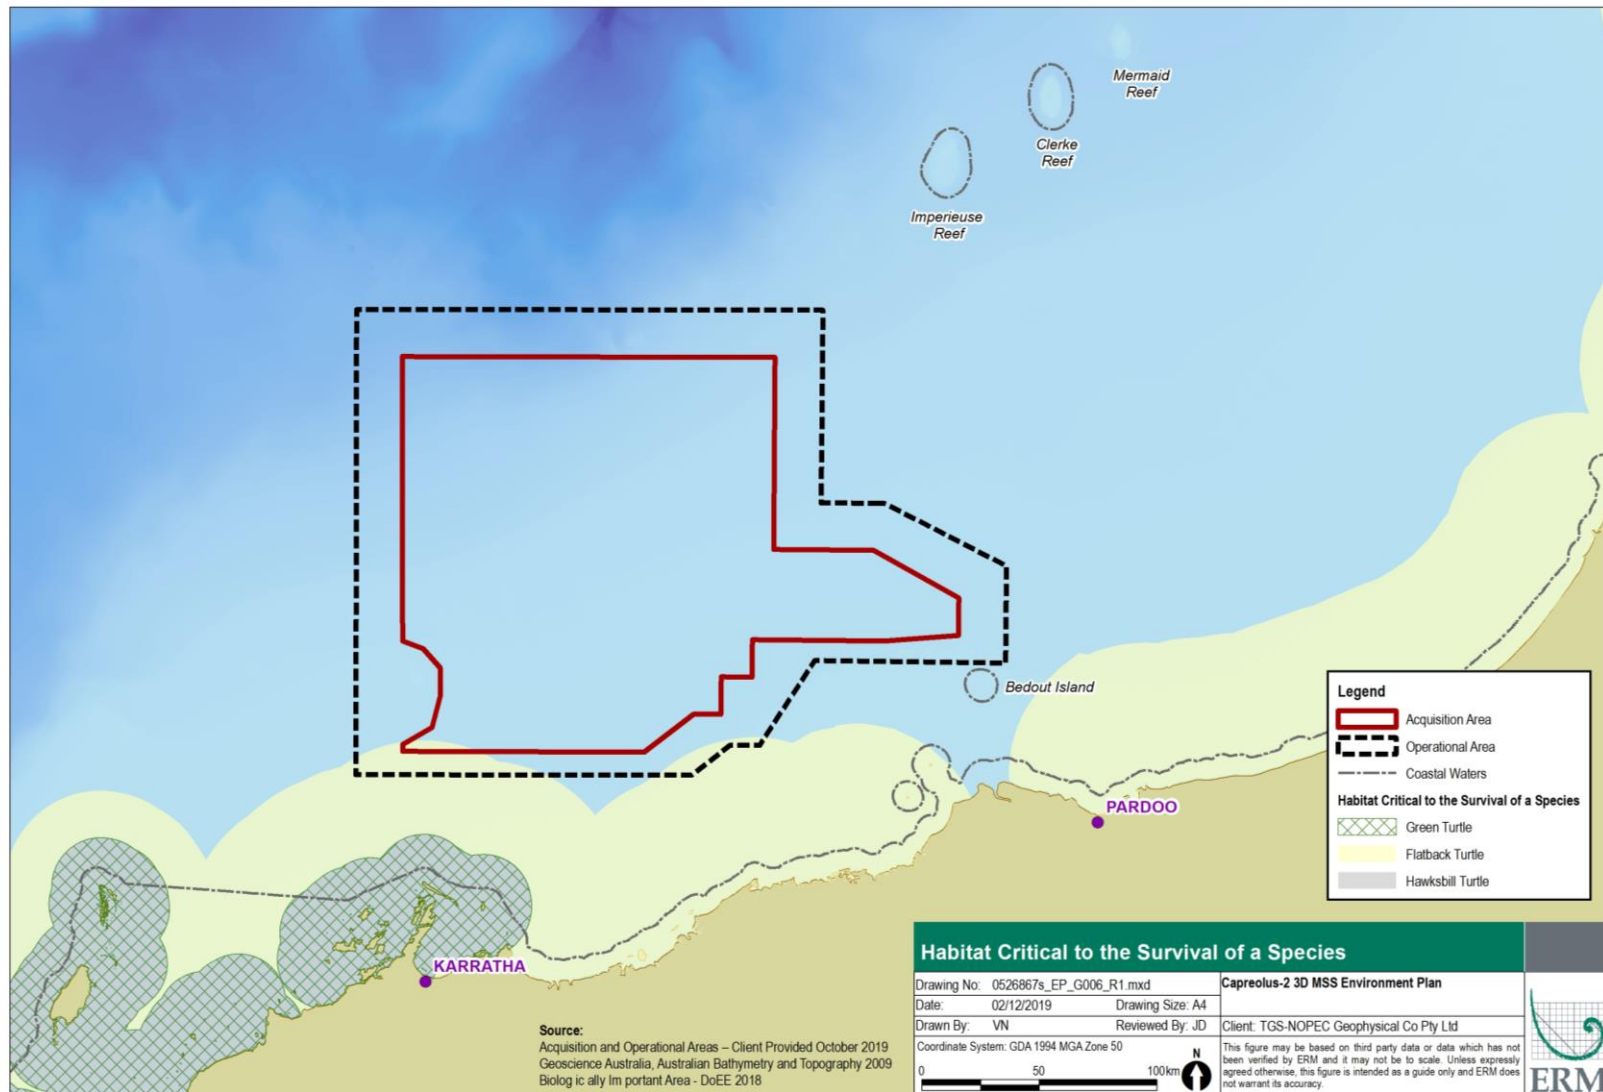 Mermaid
Reef
Clerke
Reef
Imperieuse
Reef
Bedout Island
PARDOO
KARRATHA
Legend
Acquisition Area
Operational Area
Coastal Waters
Habitat Critical to the Survival of a Species
Green Turtle
Flatback Turtle
Hawksbill Turtle
Source:
Acquisition and Operational Areas – Client Provided October 2019
Geoscience Australia, Australian Bathymetry and Topography 2009
Biolog ic ally Im portant Area - DoEE 2018
Habitat Critical to the Survival of a Species
Drawing No: 0526867s_EP_G006_R1.mxd
Date: 02/12/2019 Drawing Size: A4
Drawn By: VN Reviewed By: JD
Coordinate System: GDA 1994 MGA Zone 50
0 50 100km
N
Capreolus-2 3D MSS Environment Plan
Client: TGS-NOPEC Geophysical Co Pty Ltd
This figure may be based on third party data or data which has not
been verified by ERM and it may not be to scale. Unless expressly
agreed otherwise, this figure is intended as a guide only and ERM does
not warrant its accuracy.
ERM